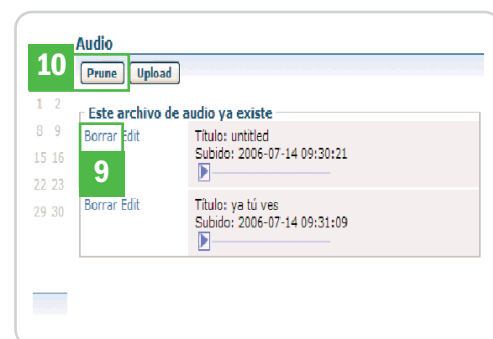 Audio
10
Prune Upload
1 2
8 9
15 16
22 23
29 30
Este archivo de audio ya existe
Borrar Edit
Título: untitled
Subido: 2006-07-14 09:30:21
9
Borrar Edit
Título: ya tú ves
Subido: 2006-07-14 09:31:09